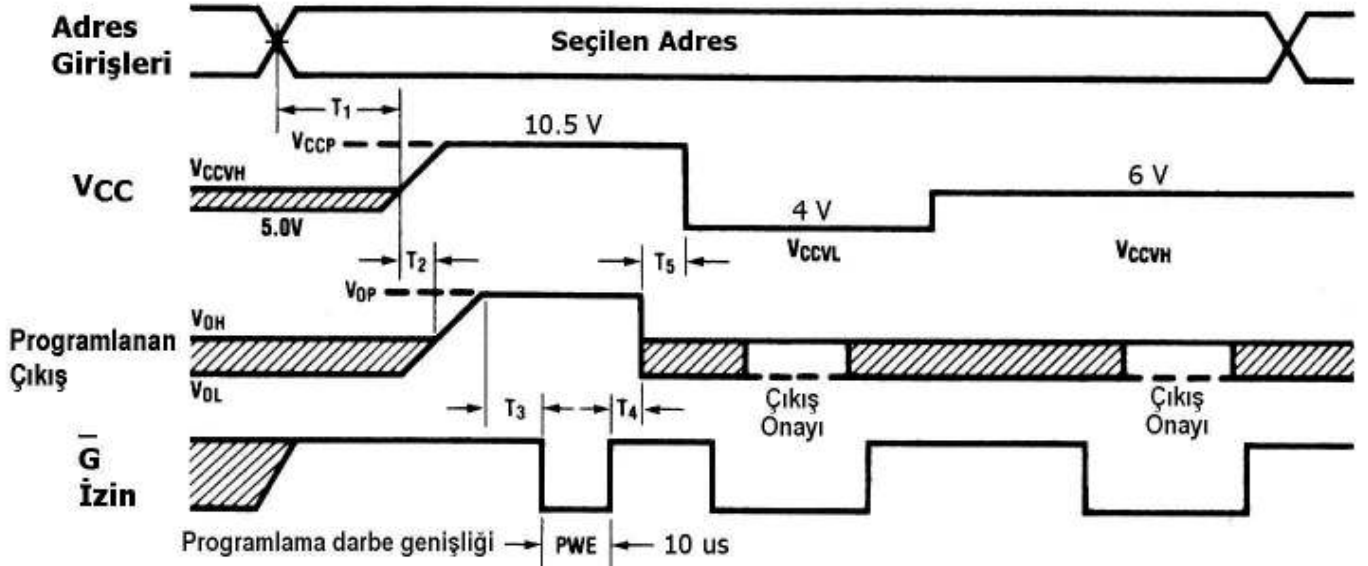 Adres
Girişleri
Seçilen Adres
T1
VCCP
10.5 V
VCCVH
VCC
5.0V
6 V
4 V
VCCVL
VCCVH
T2
T5
VOP
VOH
Programlanan
Çıkış
VOL
T3
T4
Çıkış
Onayı
Çıkış
Onayı
G̅
İzin
Programlama darbe genişliği
PWE
10 us